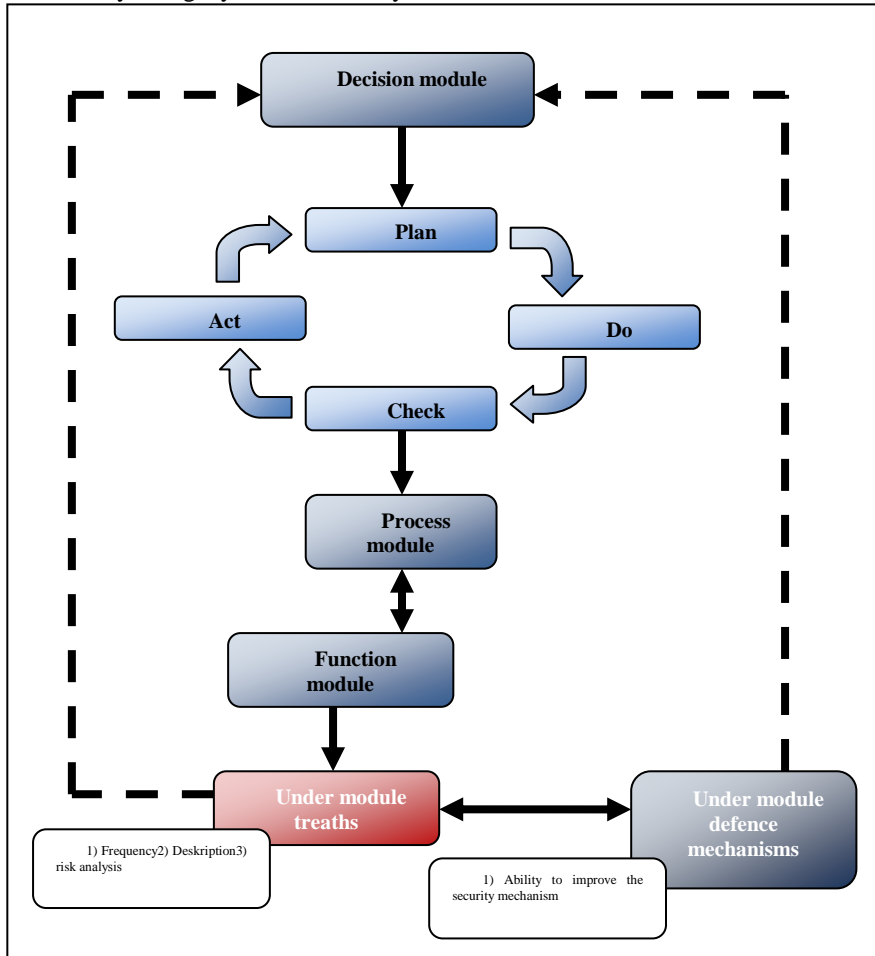 Decision module
Plan
Act
Do
Check
Process
module
Function
module
Under module
treaths
Under module
defence
mechanisms
1) Frequency2) Deskription3)
risk analysis
1) Ability to improve the
security mechanism